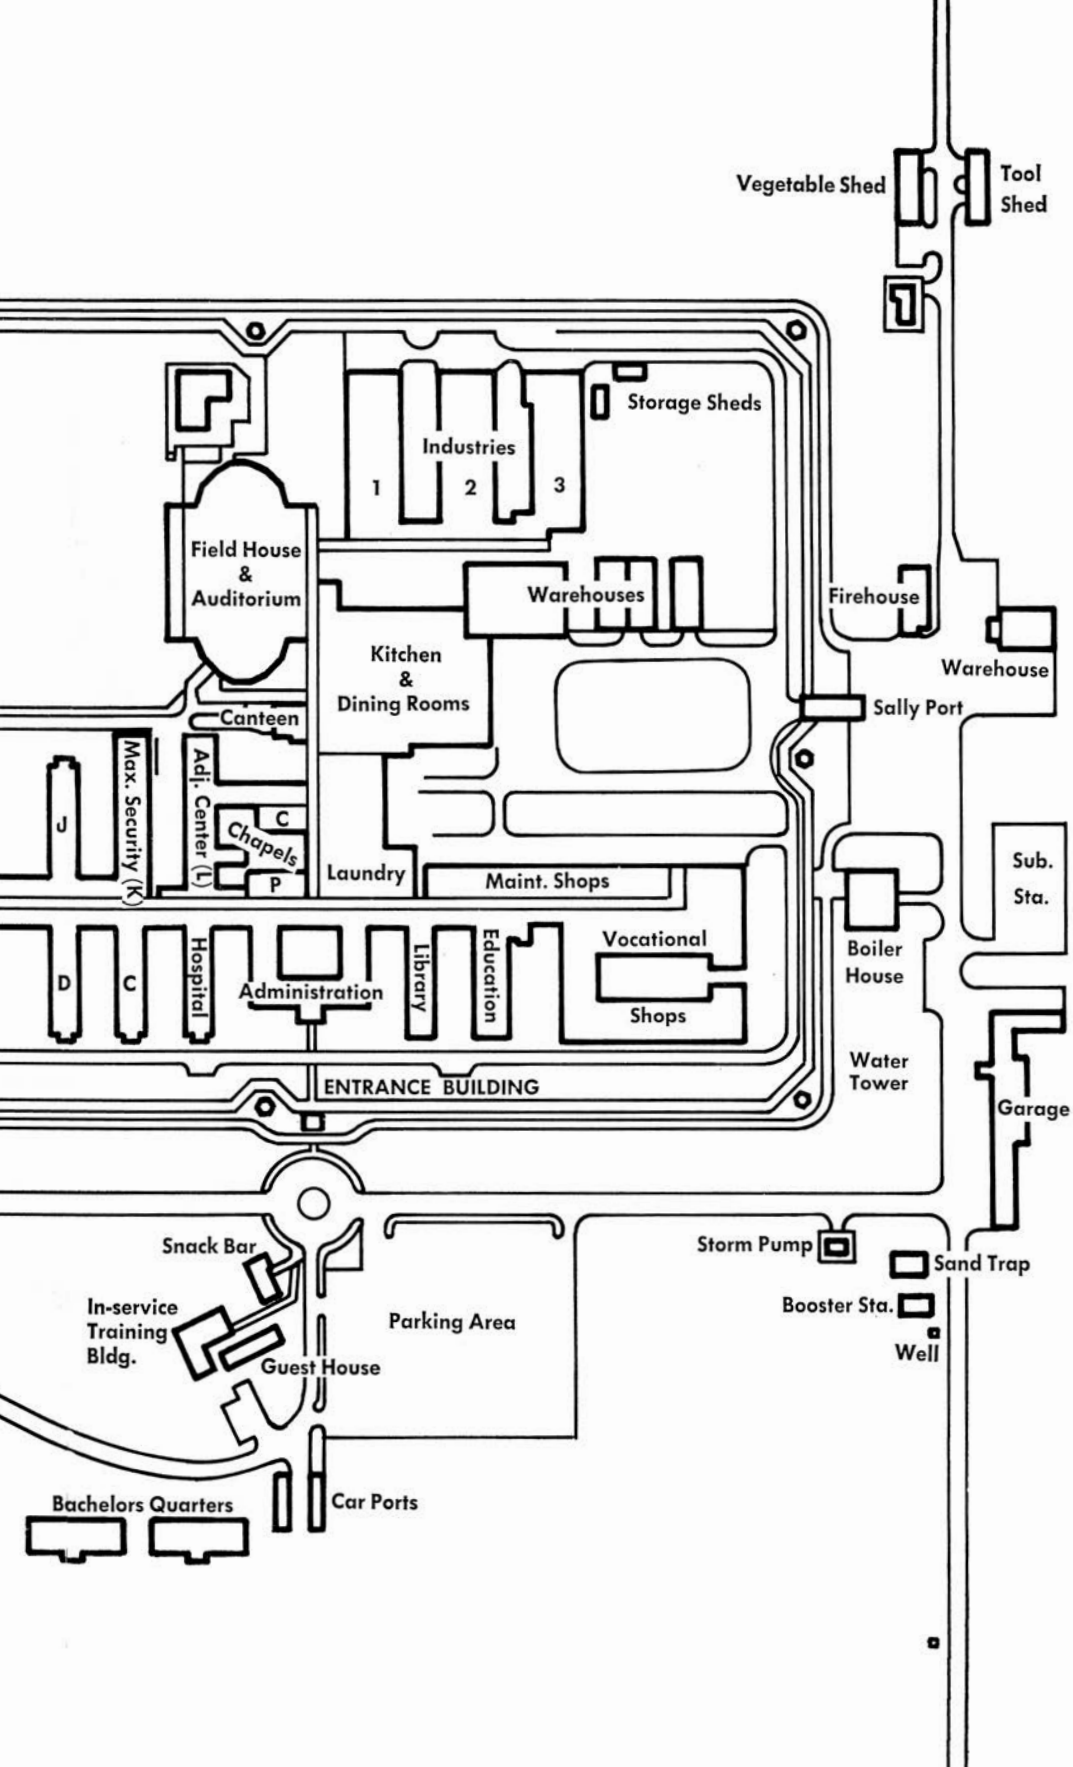 Vegetable Shed
Tool
Shed
Storage Sheds
Industries
1
2
3
Field House
&
Auditorium
Warehouses
Firehouse
Warehouse
Kitchen
&
Dining Rooms
Canteen
Sally Port
J
Max. Security (K)
Adj. Center (L)
C
Chapels
P
Laundry
Maint. Shops
Sub.
Sta.
D
C
Hospital
Administration
Library
Education
Vocational
Shops
Boiler
House
Water
Tower
ENTRANCE BUILDING
Garage
Snack Bar
Storm Pump
Sand Trap
In-service
Training
Bldg.
Booster Sta.
Parking Area
Well
Guest House
Bachelors Quarters
Car Ports